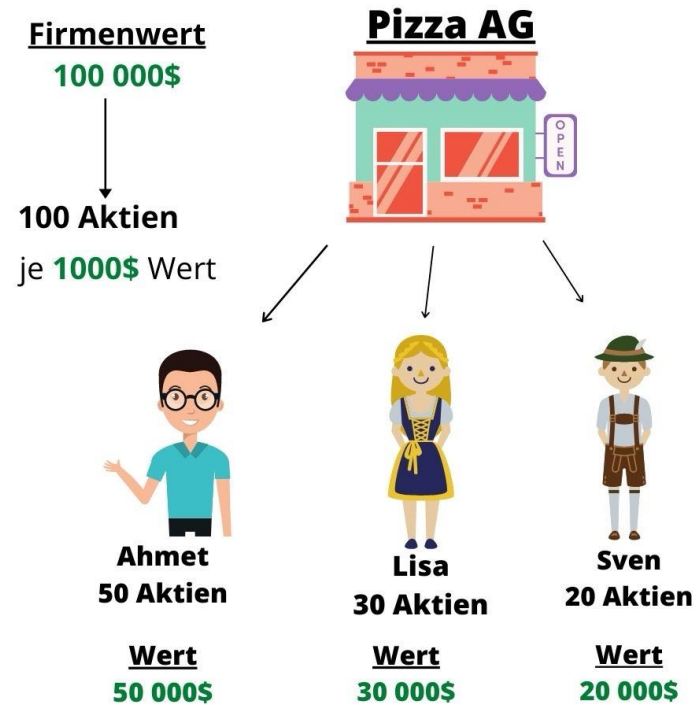 Firmenwert
100 000$
100 Aktien
je 1000$ Wert
Pizza AG
OPEN
Ahmet
50 Aktien
Wert
50 000$
Lisa
30 Aktien
Wert
30 000$
Sven
20 Aktien
Wert
20 000$